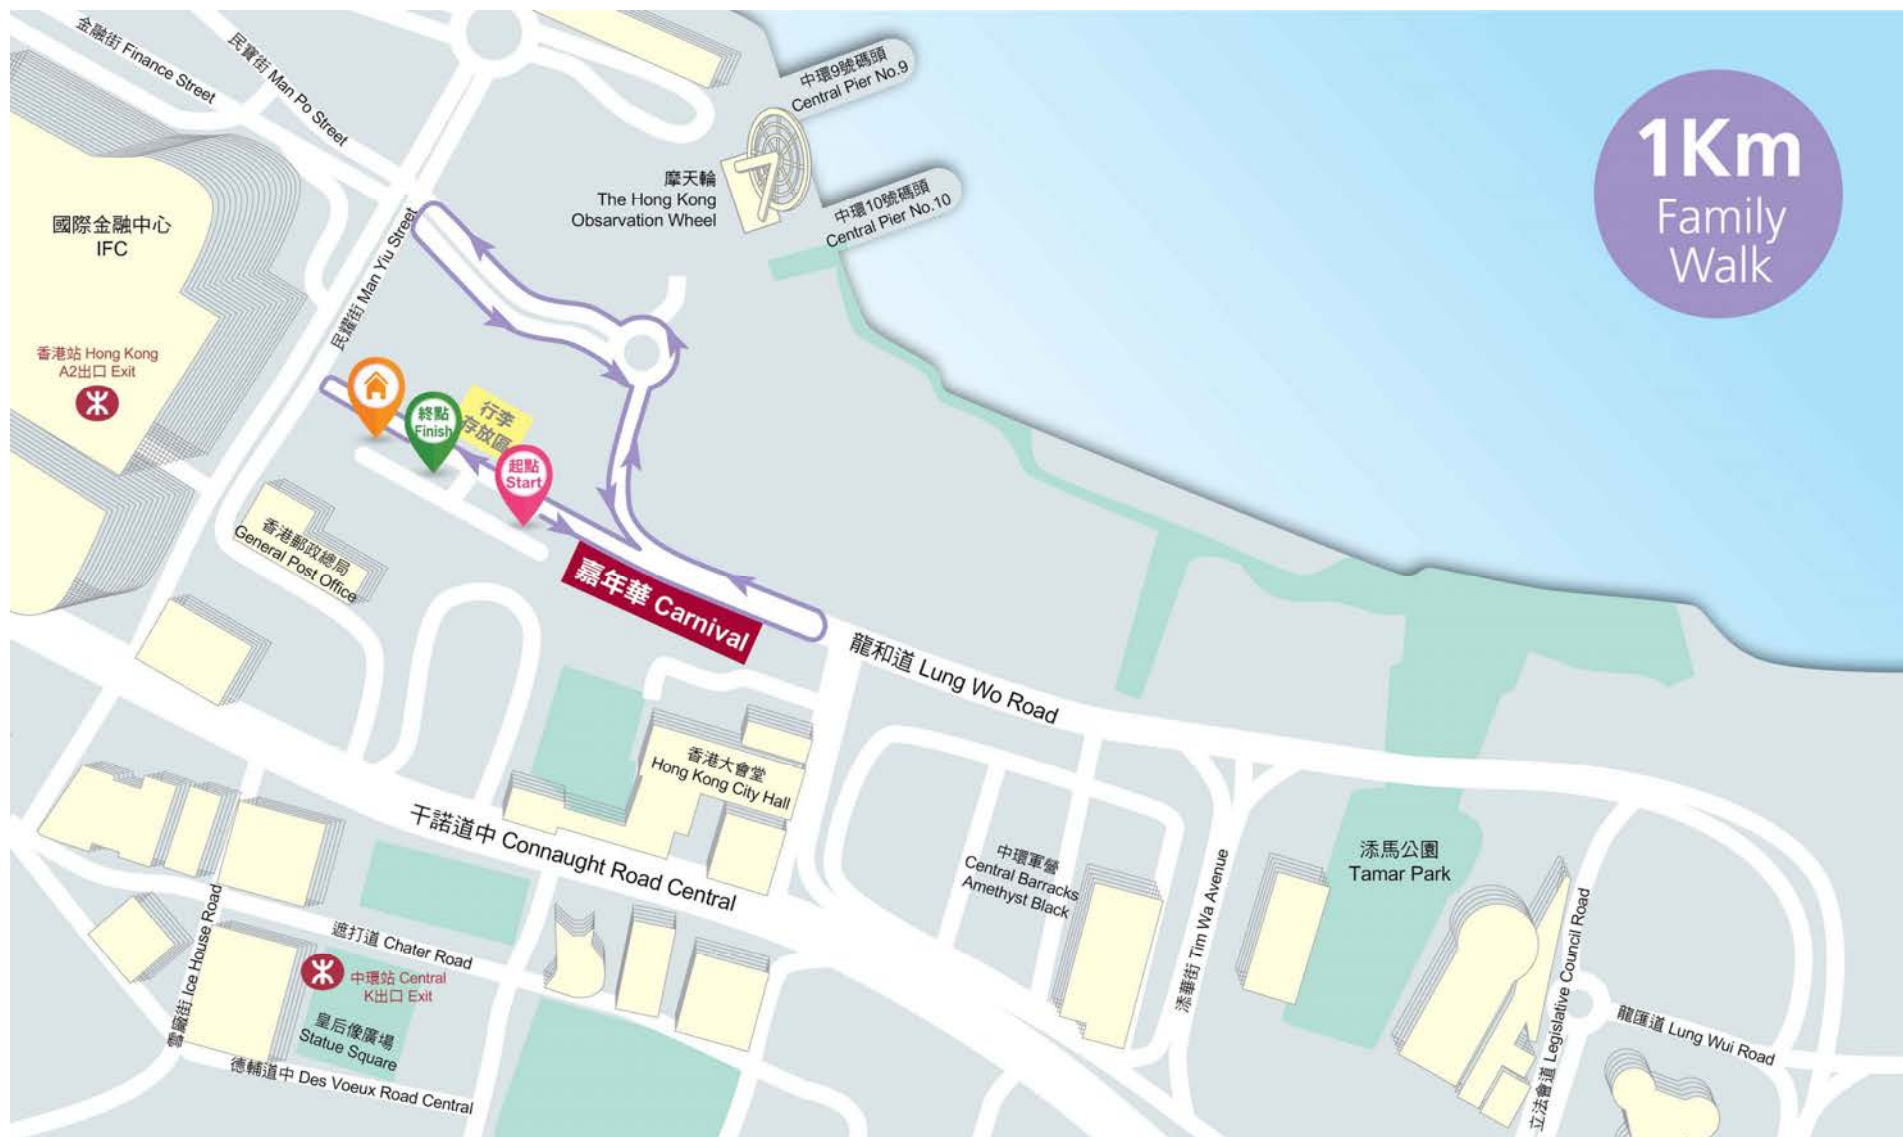 金融街 Finance Street
民寶街 Man Po Street
中環9號碼頭
Central Pier No.9
1Km
Family
Walk
摩天輪
The Hong Kong
Obsarvation Wheel
中環10號碼頭
Central Pier No.10
國際金融中心
IFC
民耀街 Man Yiu Street
香港站 Hong Kong
A2出口 Exit
終點
Finish
行李
存放區
起點
Start
香港郵政總局
General Post Office
嘉年華 Carnival
龍和道 Lung Wo Road
香港大會堂
Hong Kong City Hall
干諾道中 Connaught Road Central
中環軍營
Central Barracks
Amethyst Black
添華街 Tim Wa Avenue
添馬公園
Tamar Park
遮打道 Chater Road
雪廠街 Ice House Road
中環站 Central
K出口 Exit
皇后像廣場
Statue Square
德輔道中 Des Voeux Road Central
立法會道 Legislative Council Road
龍匯道 Lung Wui Road